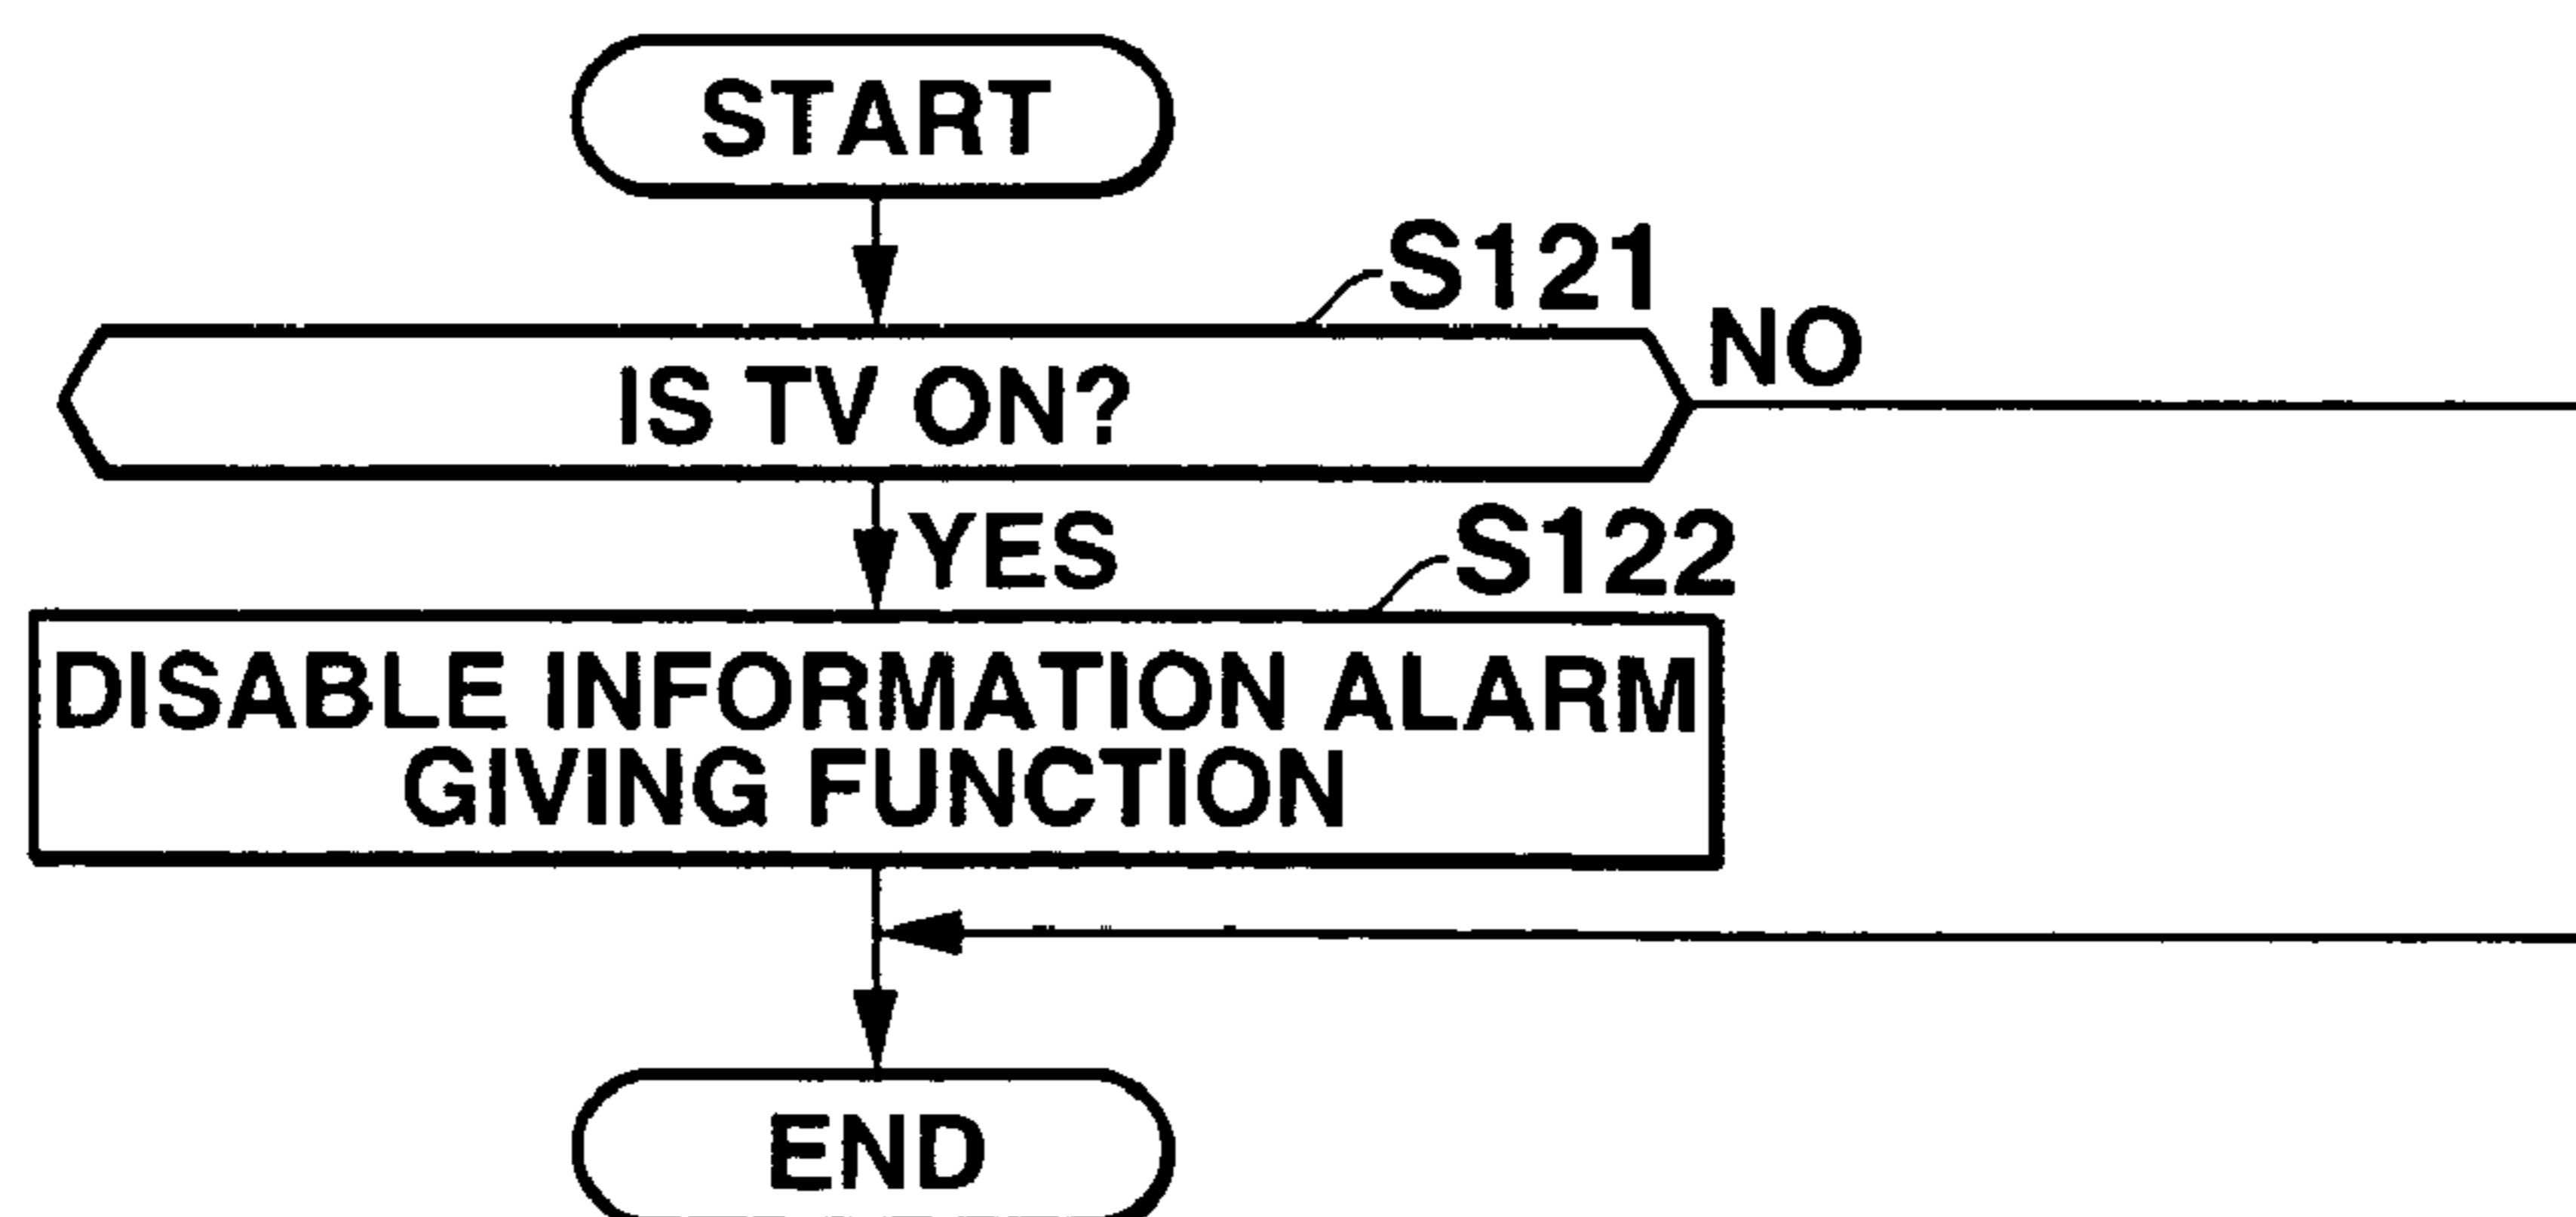 START
S121
IS TV ON?
NO
YES
S122
DISABLE INFORMATION ALARM
GIVING FUNCTION
END